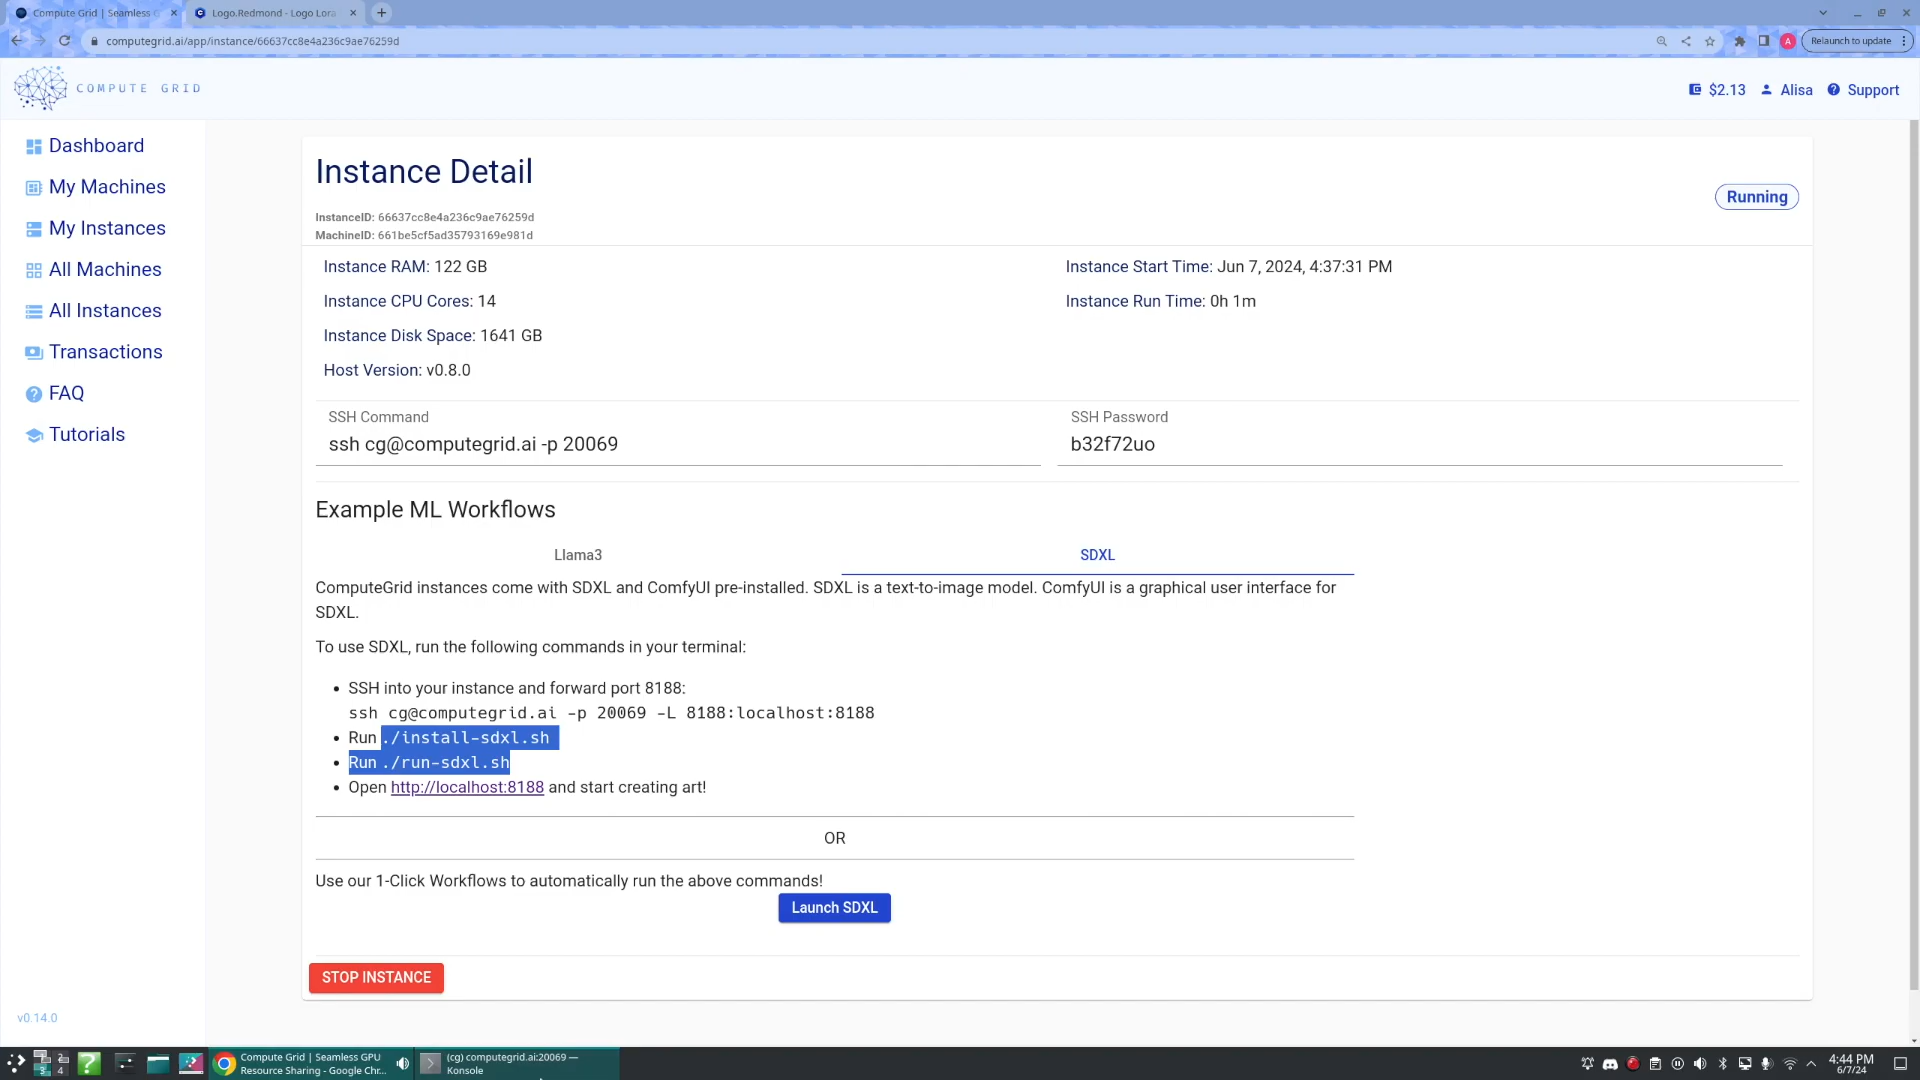 Compute Grid | Seamless G
Logo.Redmond - Logo Lora
computegrid.ai/app/instance/66637cc8e4a236c9ae76259d
A
Relaunch to update
COMPUTE GRID
$2.13
Alisa
Support
Dashboard
My Machines
My Instances
All Machines
All Instances
Transactions
FAQ
Tutorials
v0.14.0
Instance Detail
Running
InstanceID: 66637cc8e4a236c9ae76259d
MachineID: 661be5cf5ad35793169e981d
Instance RAM: 122 GB
Instance Start Time: Jun 7, 2024, 4:37:31 PM
Instance CPU Cores: 14
Instance Run Time: 0h 1m
Instance Disk Space: 1641 GB
Host Version: v0.8.0
SSH Command
ssh cg@computegrid.ai -p 20069
SSH Password
b32f72uo
Example ML Workflows
Llama3
SDXL
ComputeGrid instances come with SDXL and ComfyUI pre-installed. SDXL is a text-to-image model. ComfyUI is a graphical user interface for
SDXL.
To use SDXL, run the following commands in your terminal:
• SSH into your instance and forward port 8188:
ssh cg@computegrid.ai -p 20069 -L 8188:localhost:8188
• Run ./install-sdxl.sh
• Run ./run-sdxl.sh
• Open http://localhost:8188 and start creating art!
OR
Use our 1-Click Workflows to automatically run the above commands!
Launch SDXL
STOP INSTANCE
Compute Grid | Seamless GPU
Resource Sharing - Google Chr...
(cg) computegrid.ai:20069 —
Konsole
4:44 PM
6/7/24